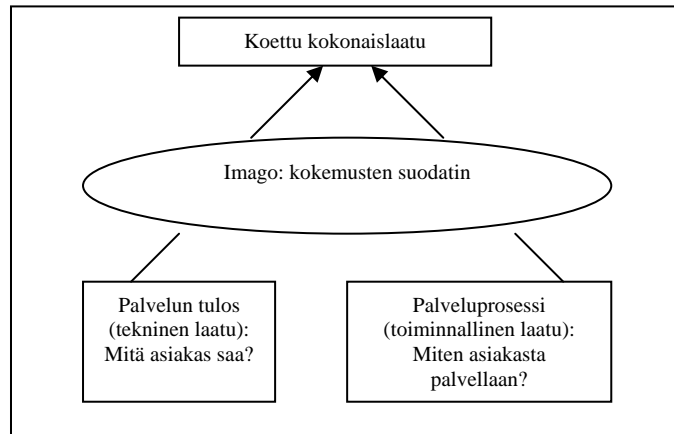 Koettu kokonaislaatu
Imago: kokemusten suodatin
Palvelun tulos
(tekninen laatu):
Mitä asiakas saa?
Palveluprosessi
(toiminnallinen laatu):
Miten asiakasta
palvellaan?